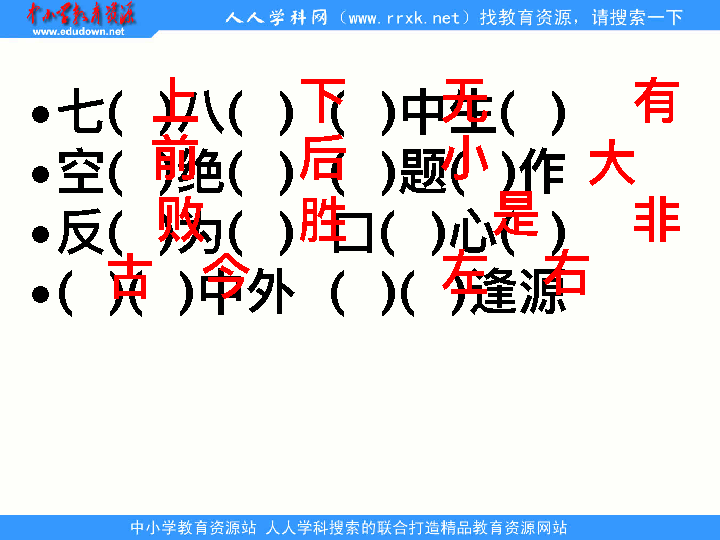 中小学教育资源
www.edudown.net
人人学科网（www.rrxk.net）找教育资源，请搜索一下
•七( 上 )八( 下 ) ( 无 )中生( 有 )
•空( 前 )绝( 后 ) ( 小 )题( 大 )作
•反( 败 )为( 胜 ) 口( 是 )心( 非 )
•( 古 )( 今 )中外 ( 左 )( 右 )逢源
中小学教育资源站 人人学科搜索的联合打造精品教育资源网站